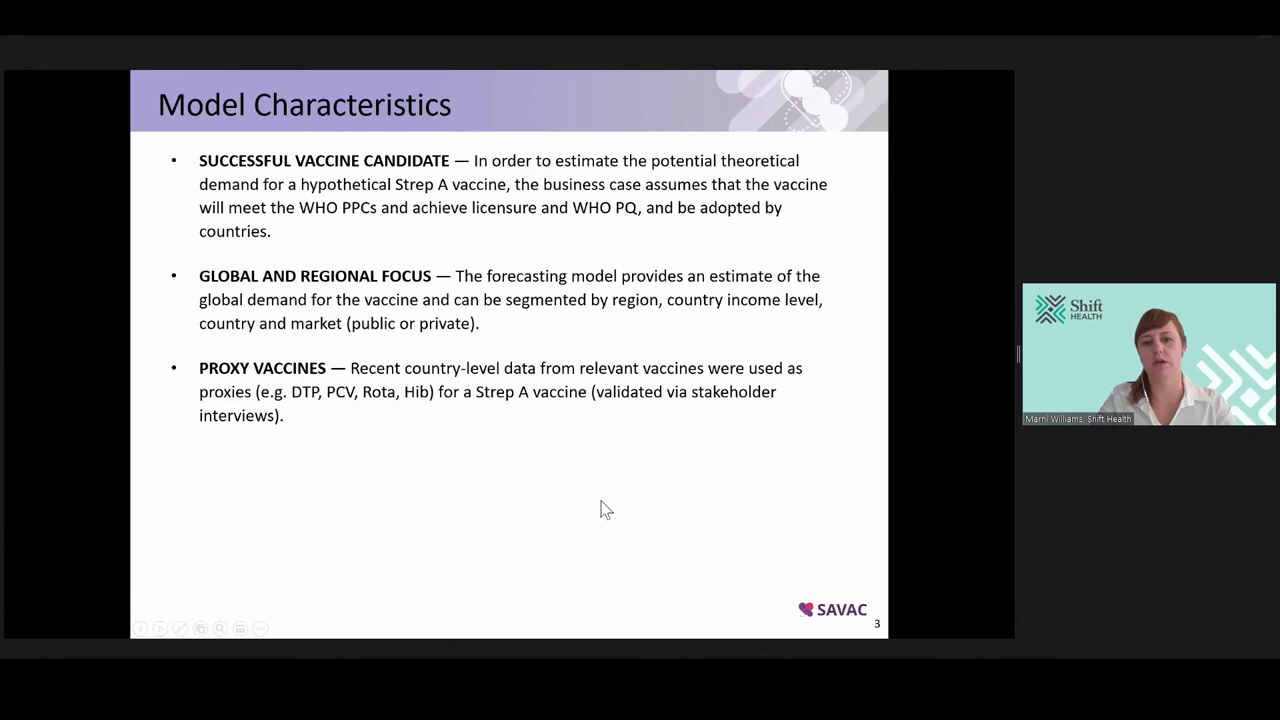 Model Characteristics
• SUCCESSFUL VACCINE CANDIDATE — In order to estimate the potential theoretical
demand for a hypothetical Strep A vaccine, the business case assumes that the vaccine
will meet the WHO PPCs and achieve licensure and WHO PQ, and be adopted by
countries.
• GLOBAL AND REGIONAL FOCUS — The forecasting model provides an estimate of the
global demand for the vaccine and can be segmented by region, country income level,
country and market (public or private).
• PROXY VACCINES — Recent country-level data from relevant vaccines were used as
proxies (e.g. DTP, PCV, Rota, Hib) for a Strep A vaccine (validated via stakeholder
interviews).
SAVAC
3
Shift
HEALTH
Marni Williams, Shift Health